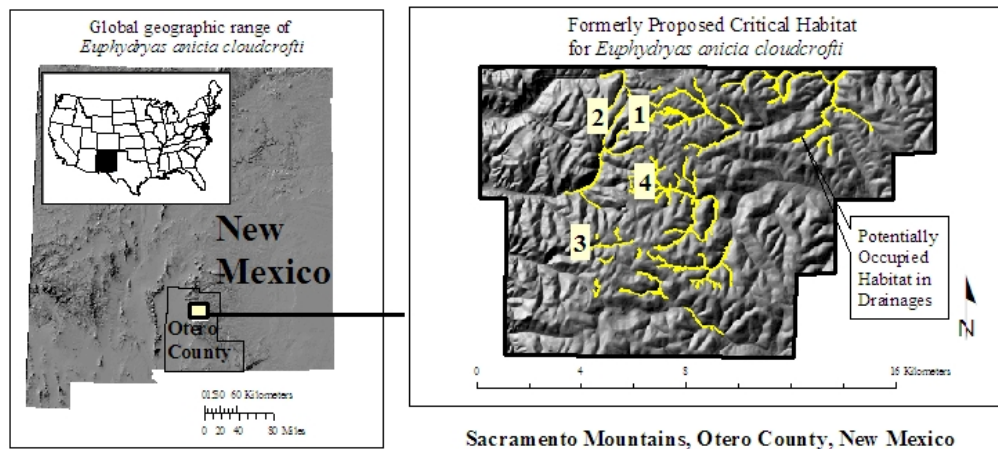 Global geographic range of
Euphydryas anicia cloudcrofti
New
Mexico
Otero
County
01530 60 Kilometers
0 20 40 80 Miles
Formerly Proposed Critical Habitat
for Euphydryas anicia cloudcrofti
2
1
4
3
Potentially
Occupied
Habitat in
Drainages
N
0 4 8 16 Kilometers
Sacramento Mountains, Otero County, New Mexico